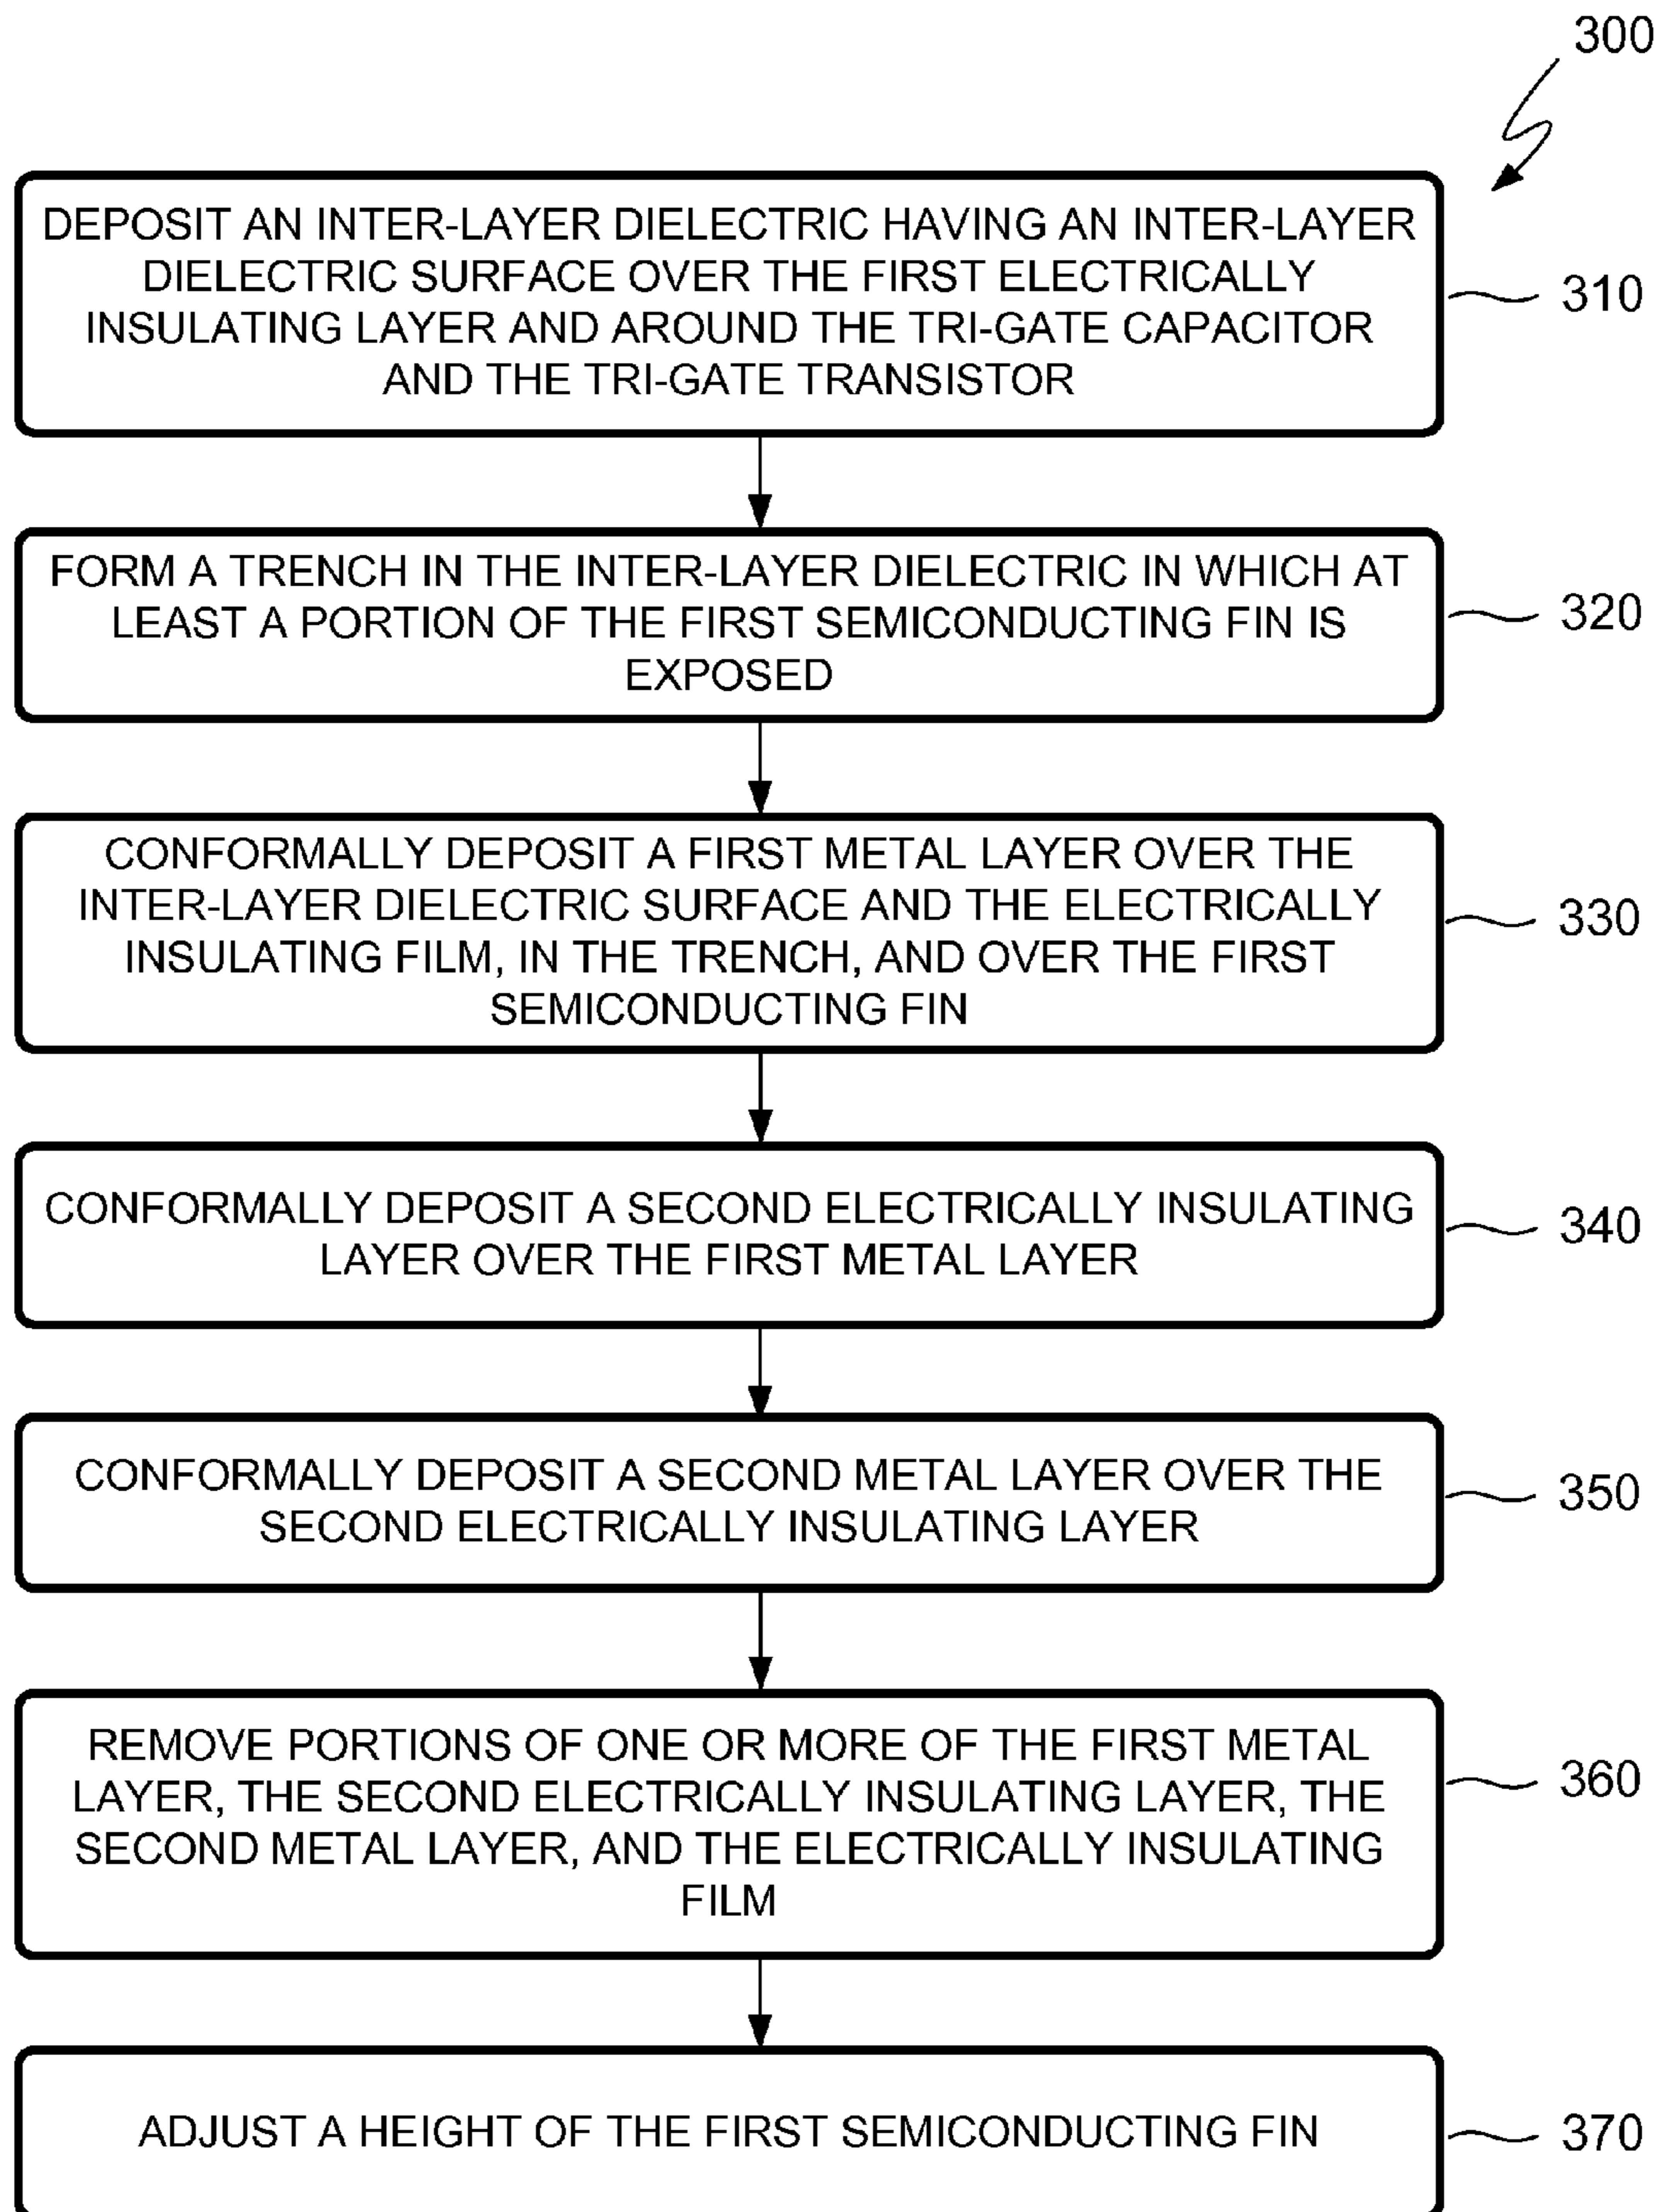 300
DEPOSIT AN INTER-LAYER DIELECTRIC HAVING AN INTER-LAYER
DIELECTRIC SURFACE OVER THE FIRST ELECTRICALLY
INSULATING LAYER AND AROUND THE TRI-GATE CAPACITOR
AND THE TRI-GATE TRANSISTOR
310
FORM A TRENCH IN THE INTER-LAYER DIELECTRIC IN WHICH AT
LEAST A PORTION OF THE FIRST SEMICONDUCTING FIN IS
EXPOSED
320
CONFORMALLY DEPOSIT A FIRST METAL LAYER OVER THE
INTER-LAYER DIELECTRIC SURFACE AND THE ELECTRICALLY
INSULATING FILM, IN THE TRENCH, AND OVER THE FIRST
SEMICONDUCTING FIN
330
CONFORMALLY DEPOSIT A SECOND ELECTRICALLY INSULATING
LAYER OVER THE FIRST METAL LAYER
340
CONFORMALLY DEPOSIT A SECOND METAL LAYER OVER THE
SECOND ELECTRICALLY INSULATING LAYER
350
REMOVE PORTIONS OF ONE OR MORE OF THE FIRST METAL
LAYER, THE SECOND ELECTRICALLY INSULATING LAYER, THE
SECOND METAL LAYER, AND THE ELECTRICALLY INSULATING
FILM
360
ADJUST A HEIGHT OF THE FIRST SEMICONDUCTING FIN
370